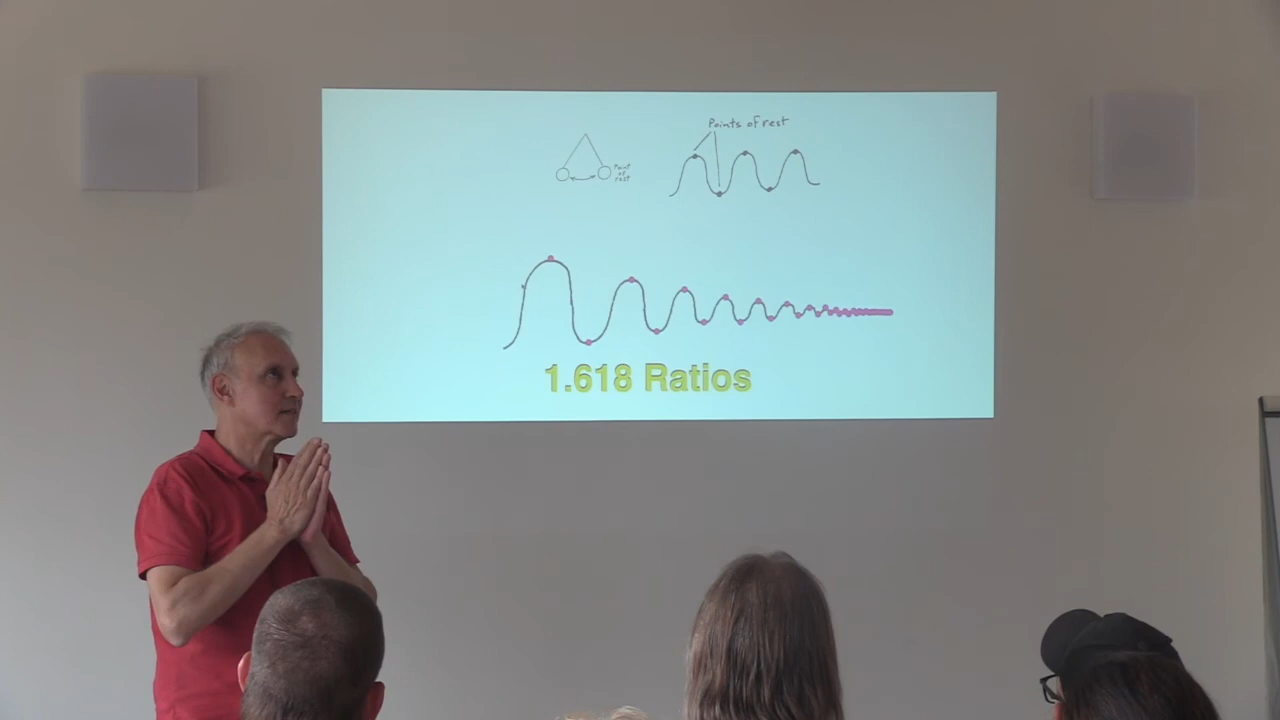 Points of rest
Point
of
rest
1.618 Ratios